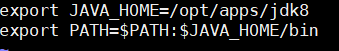 export JAVA_HOME=/opt/apps/jdk8
export PATH=$PATH:$JAVA_HOME/bin
~